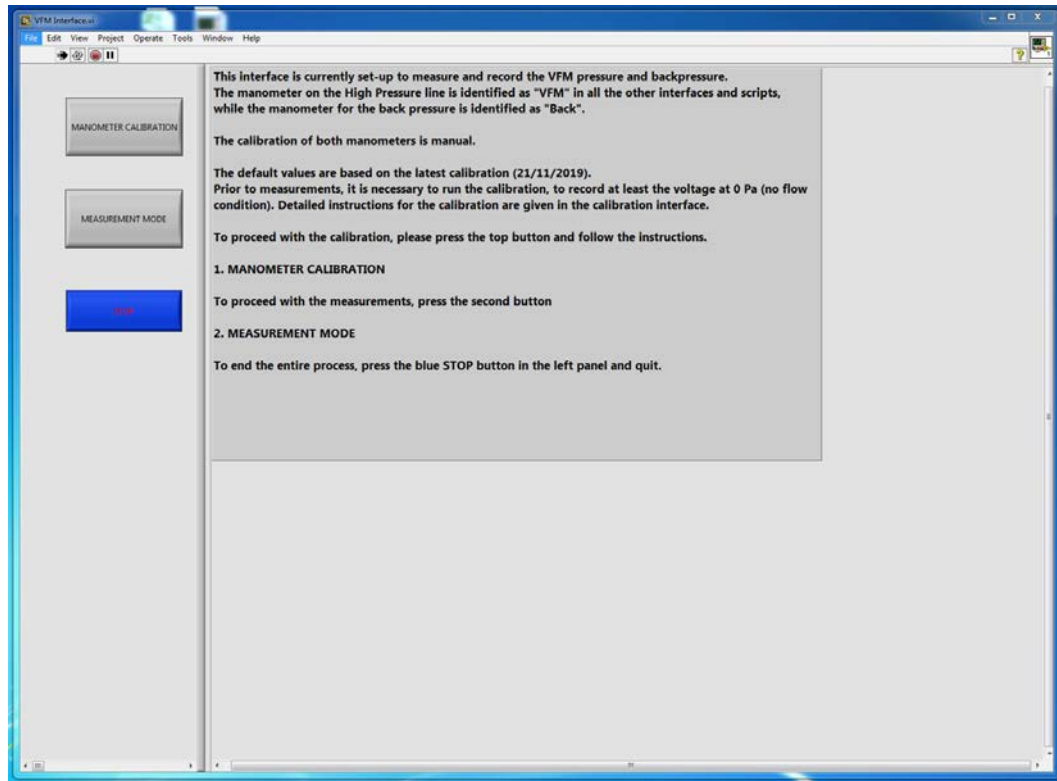 VFM Interface.vi
File Edit View Project Operate Tools Window Help
MANOMETER CALIBRATION
MEASUREMENT MODE
STOP
This interface is currently set-up to measure and record the VFM pressure and backpressure.
The manometer on the High Pressure line is identified as "VFM" in all the other interfaces and scripts,
while the manometer for the back pressure is identified as "Back".
The calibration of both manometers is manual.
The default values are based on the latest calibration (21/11/2019).
Prior to measurements, it is necessary to run the calibration, to record at least the voltage at 0 Pa (no flow
condition). Detailed instructions for the calibration are given in the calibration interface.
To proceed with the calibration, please press the top button and follow the instructions.
1. MANOMETER CALIBRATION
To proceed with the measurements, press the second button
2. MEASUREMENT MODE
To end the entire process, press the blue STOP button in the left panel and quit.